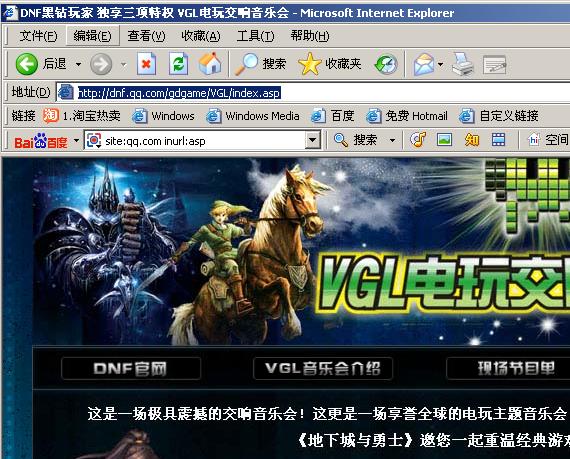 DNF黑钻玩家 独享三项特权 VGL电玩交响音乐会 - Microsoft Internet Explorer
文件(F) 编辑(E) 查看(V) 收藏(A) 工具(T) 帮助(H)
后退 搜索 收藏夹
地址(D) http://dnf.qq.com/gdgame/VGL/index.asp
链接 淘 1.淘宝热卖 Windows Windows Media 百度 免费 Hotmail 自定义链接
Bai百度 site:qq.com inurl:asp 搜索 知 hi 空间
VGL电玩交
DNF官网 VGL音乐会介绍 现场节目单
这是一场极具震撼的交响音乐会！这更是一场享誉全球的电玩主题音乐会
《地下城与勇士》邀您一起重温经典游